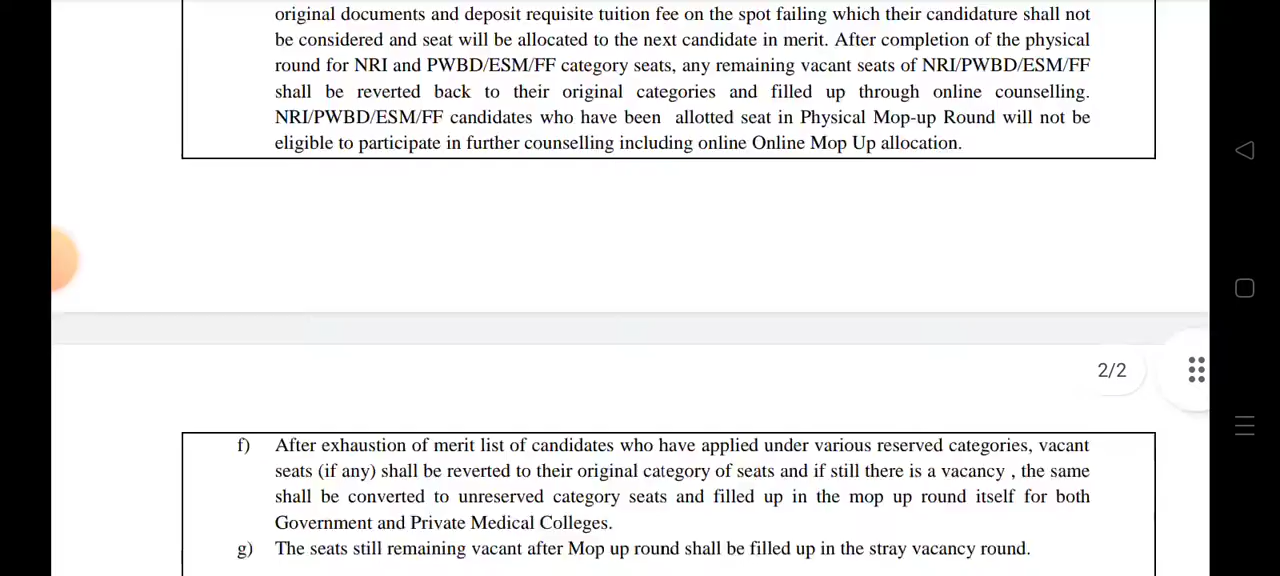 original documents and deposit requisite tuition fee on the spot failing which their candidature shall not
be considered and seat will be allocated to the next candidate in merit. After completion of the physical
round for NRI and PWBD/ESM/FF category seats, any remaining vacant seats of NRI/PWBD/ESM/FF
shall be reverted back to their original categories and filled up through online counselling.
NRI/PWBD/ESM/FF candidates who have been allotted seat in Physical Mop-up Round will not be
eligible to participate in further counselling including online Online Mop Up allocation.
2/2
f) After exhaustion of merit list of candidates who have applied under various reserved categories, vacant
seats (if any) shall be reverted to their original category of seats and if still there is a vacancy , the same
shall be converted to unreserved category seats and filled up in the mop up round itself for both
Government and Private Medical Colleges.
g) The seats still remaining vacant after Mop up round shall be filled up in the stray vacancy round.